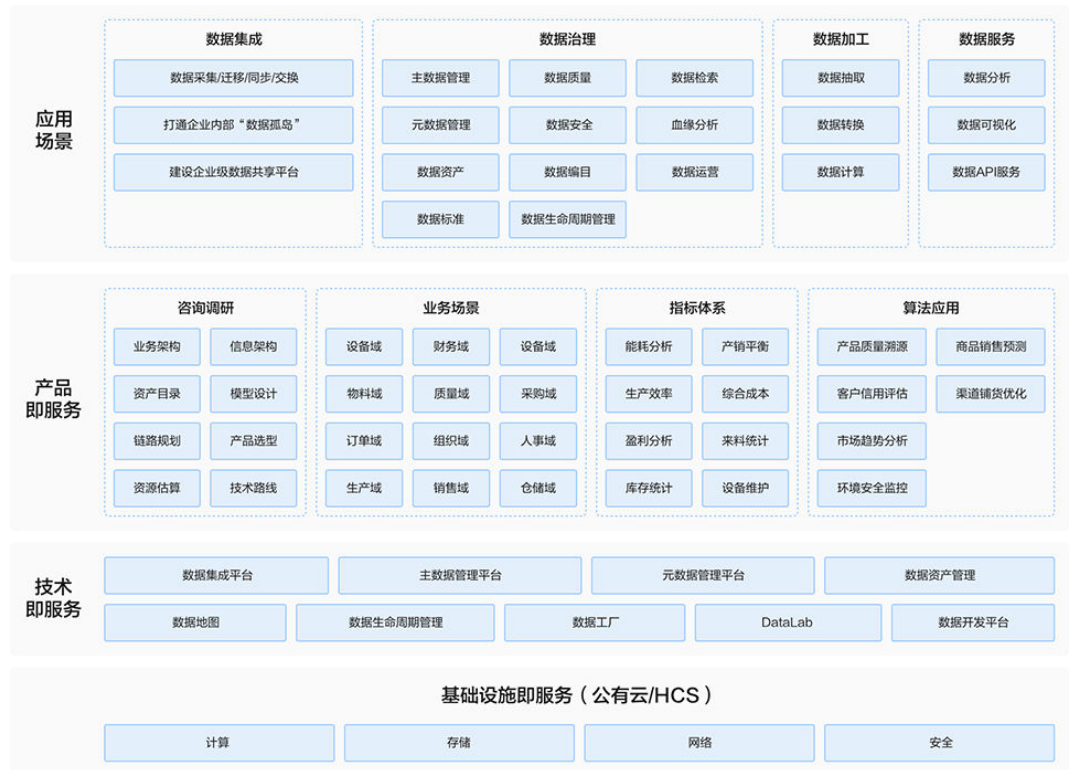 应用
场景
数据集成
数据采集/迁移/同步/交换
打通企业内部“数据孤岛”
建设企业级数据共享平台
数据治理
主数据管理 数据质量 数据检索
元数据管理 数据安全 血缘分析
数据资产 数据编目 数据运营
数据标准 数据生命周期管理
数据加工
数据抽取
数据转换
数据计算
数据服务
数据分析
数据可视化
数据API服务
产品
即服务
咨询调研
业务架构 信息架构
资产目录 模型设计
链路规划 产品选型
资源估算 技术路线
业务场景
设备域 财务域 设备域
物料域 质量域 采购域
订单域 组织域 人事域
生产域 销售域 仓储域
指标体系
能耗分析 产销平衡
生产效率 综合成本
盈利分析 来料统计
库存统计 设备维护
算法应用
产品质量溯源 商品销售预测
客户信用评估 渠道铺货优化
市场趋势分析
环境安全监控
技术
即服务
数据集成平台 主数据管理平台 元数据管理平台 数据资产管理
数据地图 数据生命周期管理 数据工厂 DataLab 数据开发平台
基础设施即服务（公有云/HCS）
计算 存储 网络 安全